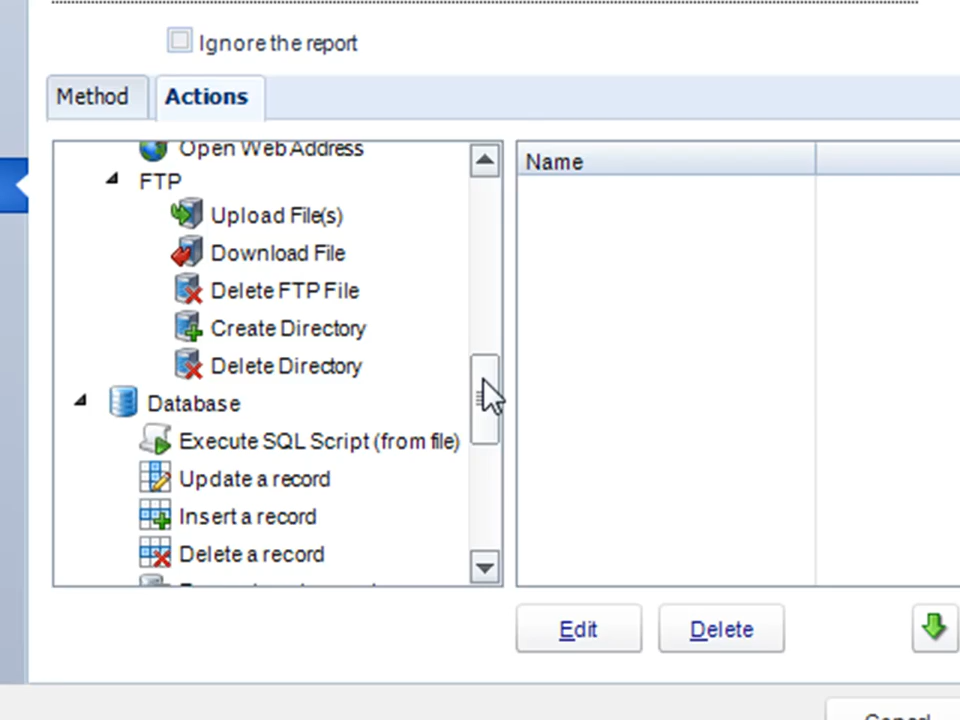 Ignore the report
Method
Actions
Open Web Address
FTP
Upload File(s)
Download File
Delete FTP File
Create Directory
Delete Directory
Database
Execute SQL Script (from file)
Update a record
Insert a record
Delete a record
Name
Edit
Delete
Cancel